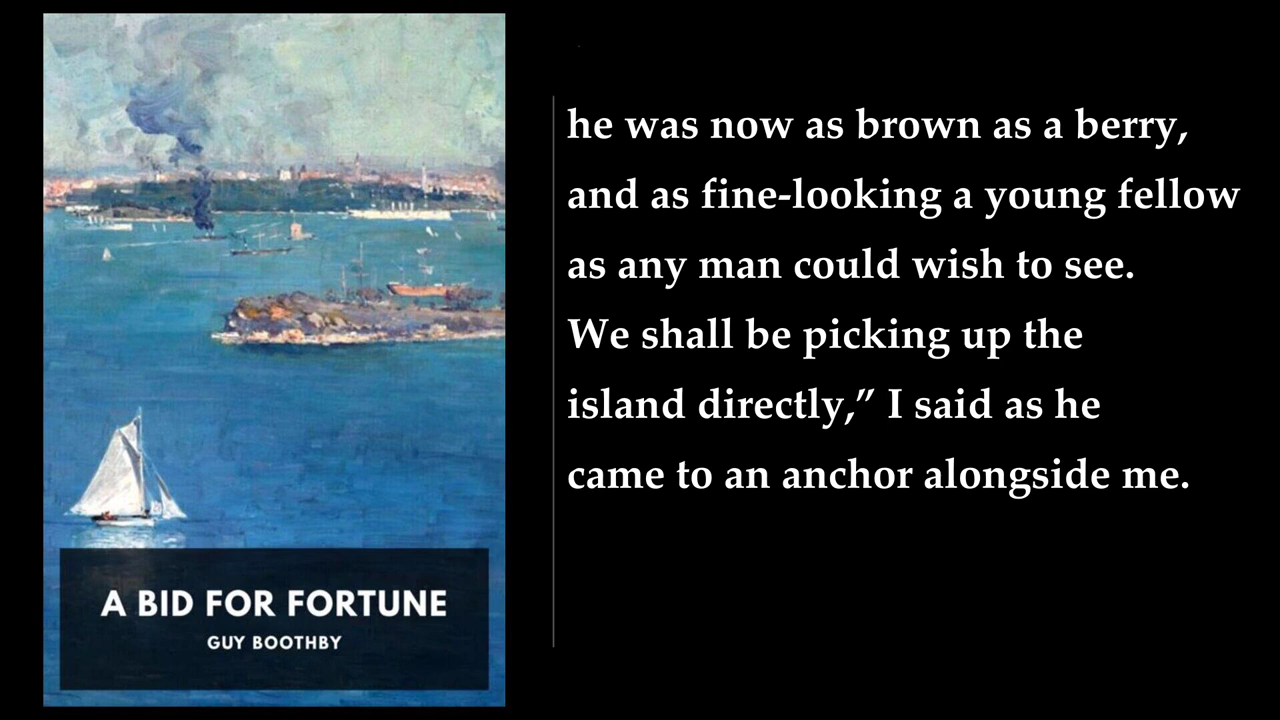 he was now as brown as a berry,
and as fine-looking a young fellow
as any man could wish to see.
We shall be picking up the
island directly,” I said as he
came to an anchor alongside me.
A BID FOR FORTUNE
GUY BOOTHBY